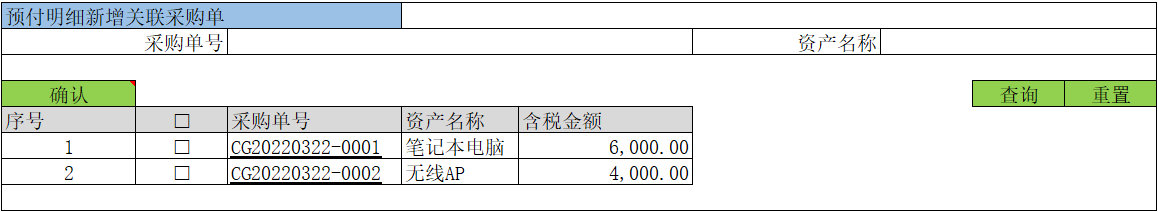 预付明细新增关联采购单
采购单号 资产名称
确认 查询 重置
序号 □ 采购单号 资产名称 含税金额
1 □ CG20220322-0001 笔记本电脑 6,000.00
2 □ CG20220322-0002 无线AP 4,000.00